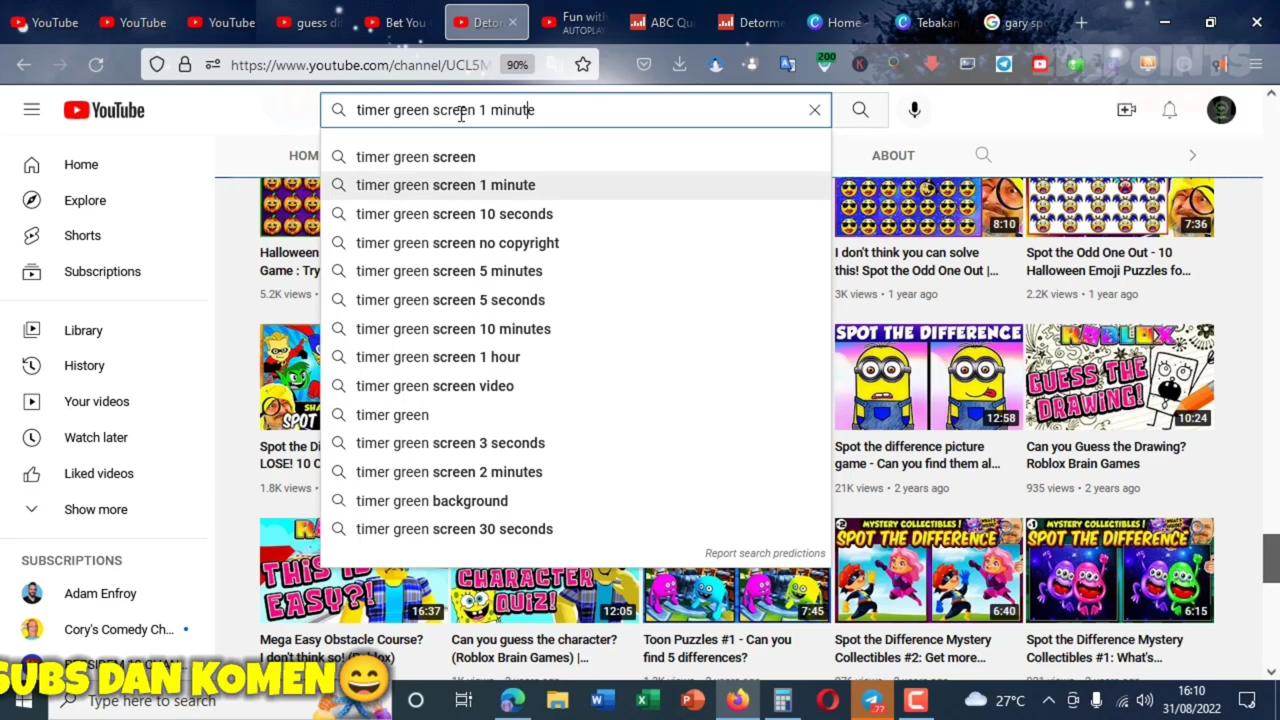 YouTube
YouTube
YouTube
guess di
Bet You
Detor
Fun with
AUTOPLAY
ABC Qu
Detorme
Home
Tebakan
gary spo
https://www.youtube.com/channel/UCL5M
90%
200
YouTube
timer green screen 1 minute
HOM
ABOUT
Home
Explore
Shorts
Subscriptions
Library
History
Your videos
Watch later
Liked videos
Show more
SUBSCRIPTIONS
Adam Enfroy
Cory's Comedy Ch...
timer green screen
timer green screen 1 minute
timer green screen 10 seconds
timer green screen no copyright
timer green screen 5 minutes
timer green screen 5 seconds
timer green screen 10 minutes
timer green screen 1 hour
timer green screen video
timer green
timer green screen 3 seconds
timer green screen 2 minutes
timer green background
timer green screen 30 seconds
Report search predictions
8:10
7:36
Halloween
Game : Try
5.2K views •
I don't think you can solve
this! Spot the Odd One Out |...
3K views • 1 year ago
Spot the Odd One Out - 10
Halloween Emoji Puzzles fo...
2.2K views • 1 year ago
SPOT
SPOT THE DIFFERENCE
12:58
ROBLOX
GUESS THE
DRAWING!
10:24
Spot the Di
LOSE! 10 C
1.8K views •
Spot the difference picture
game - Can you find them al...
21K views • 2 years ago
Can you Guess the Drawing?
Roblox Brain Games
935 views • 2 years ago
THIS IS
EASY?!
16:37
CHARACTER
QUIZ!
12:05
7:45
MYSTERY COLLECTIBLES !
SPOT THE DIFFERENCE
6:40
MYSTERY COLLECTIBLES !
SPOT THE DIFFERENCE
6:15
Mega Easy Obstacle Course?
I don't think so! (Roblox)
Can you guess the character?
(Roblox Brain Games) |...
Toon Puzzles #1 - Can you
find 5 differences?
Spot the Difference Mystery
Collectibles #2: Get more...
Spot the Difference Mystery
Collectibles #1: What's...
SUBS DAN KOMEN
Type here to search
77
27°C
16:10
31/08/2022